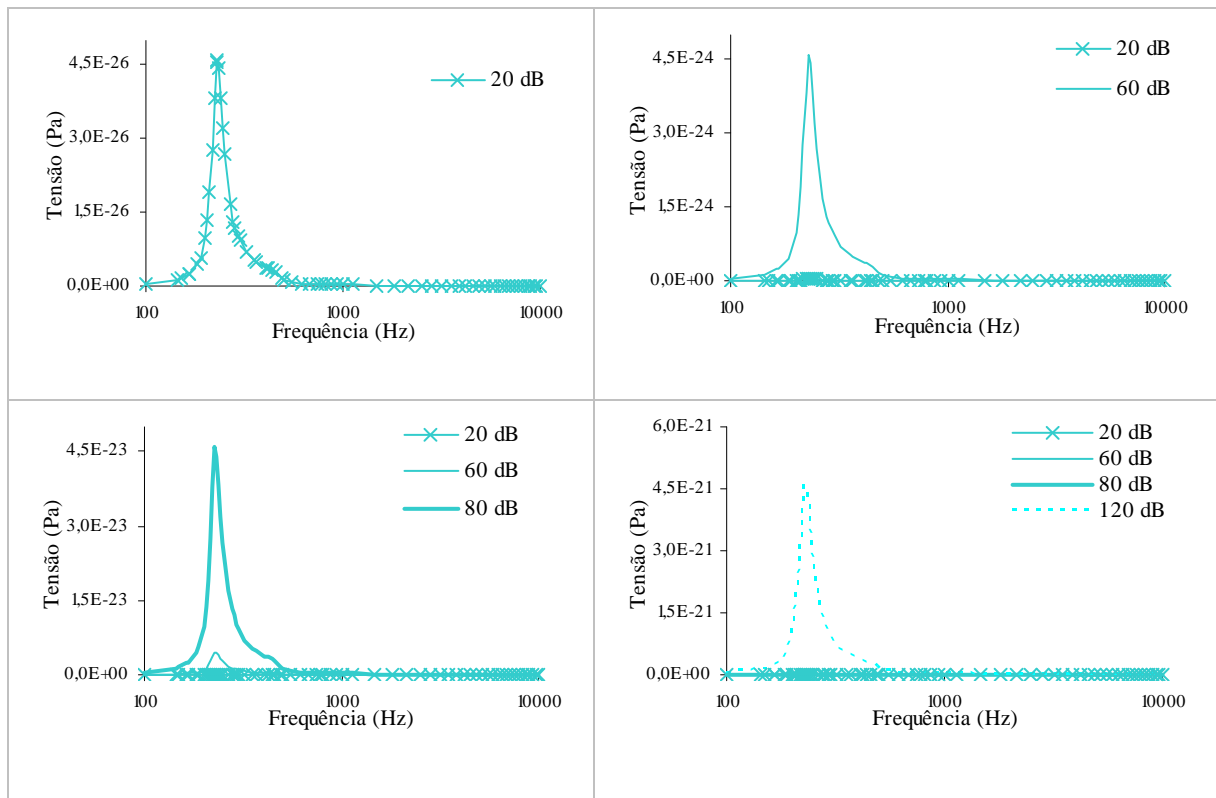 4,5E-26
3,0E-26
1,5E-26
0,0E+00
Tensão (Pa)
100
1000
10000
Frequência (Hz)
20 dB
4,5E-24
3,0E-24
1,5E-24
0,0E+00
Tensão (Pa)
100
1000
10000
Frequência (Hz)
20 dB
60 dB
4,5E-23
3,0E-23
1,5E-23
0,0E+00
Tensão (Pa)
100
1000
10000
Frequência (Hz)
20 dB
60 dB
80 dB
6,0E-21
4,5E-21
3,0E-21
1,5E-21
0,0E+00
Tensão (Pa)
100
1000
10000
Frequência (Hz)
20 dB
60 dB
80 dB
120 dB